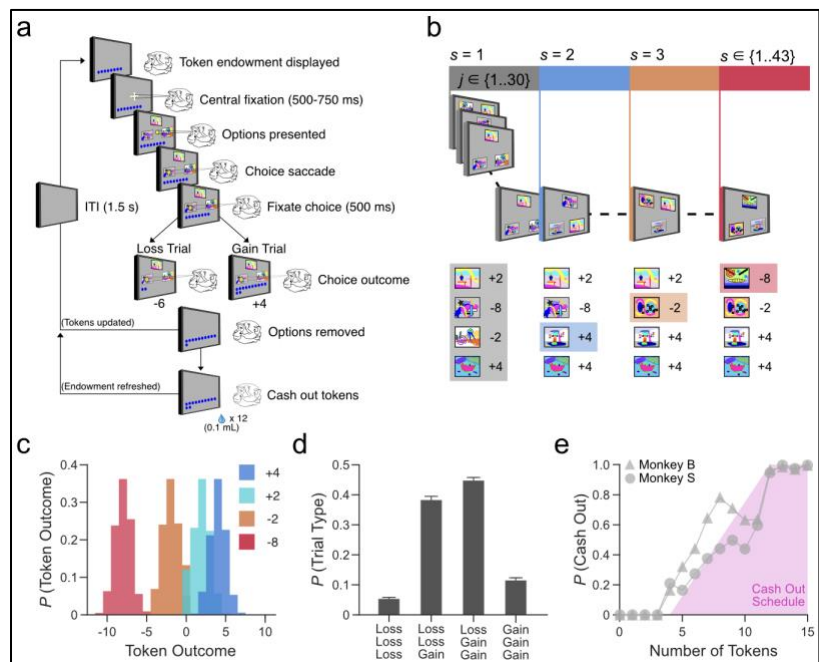 a
Token endowment displayed
Central fixation (500-750 ms)
Options presented
Choice saccade
ITI (1.5 s)
Fixate choice (500 ms)
Loss Trial
Gain Trial
-6
+4
Choice outcome
(Tokens updated)
Options removed
(Endowment refreshed)
Cash out tokens
x 12
(0.1 mL)
b
s = 1
s = 2
s = 3
s ∈ {1..43}
j ∈ {1..30}
+2
+2
+2
-8
-8
-8
-2
-2
-2
+4
+4
+4
+4
+4
+4
+4
c
P (Token Outcome)
0.4
0.3
0.2
0.1
0
+4
+2
-2
-8
-10
-5
0
5
10
Token Outcome
d
P (Trial Type)
0.5
0.4
0.3
0.2
0.1
0
Loss Loss Loss Gain
Loss Loss Gain Gain
Loss Gain Gain Gain
e
P (Cash Out)
1.0
0.8
0.6
0.4
0.2
0
Monkey B
Monkey S
Cash Out
Schedule
0
5
10
15
Number of Tokens